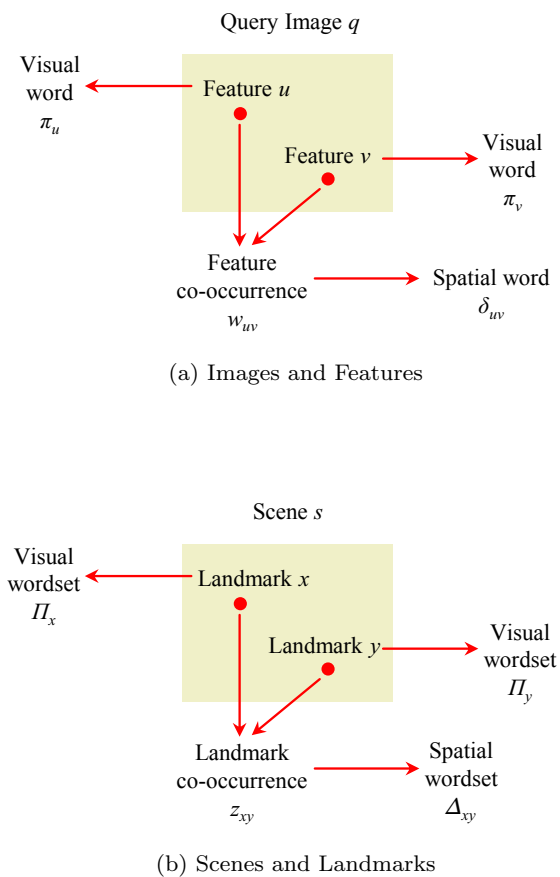 Query Image q
Visual
word
π_u
Feature u
Feature v
Visual
word
π_v
Feature
co-occurrence
w_uv
Spatial word
δ_uv
(a) Images and Features
Scene s
Visual
wordset
Π_x
Landmark x
Landmark y
Visual
wordset
Π_y
Landmark
co-occurrence
z_xy
Spatial
wordset
Δ_xy
(b) Scenes and Landmarks